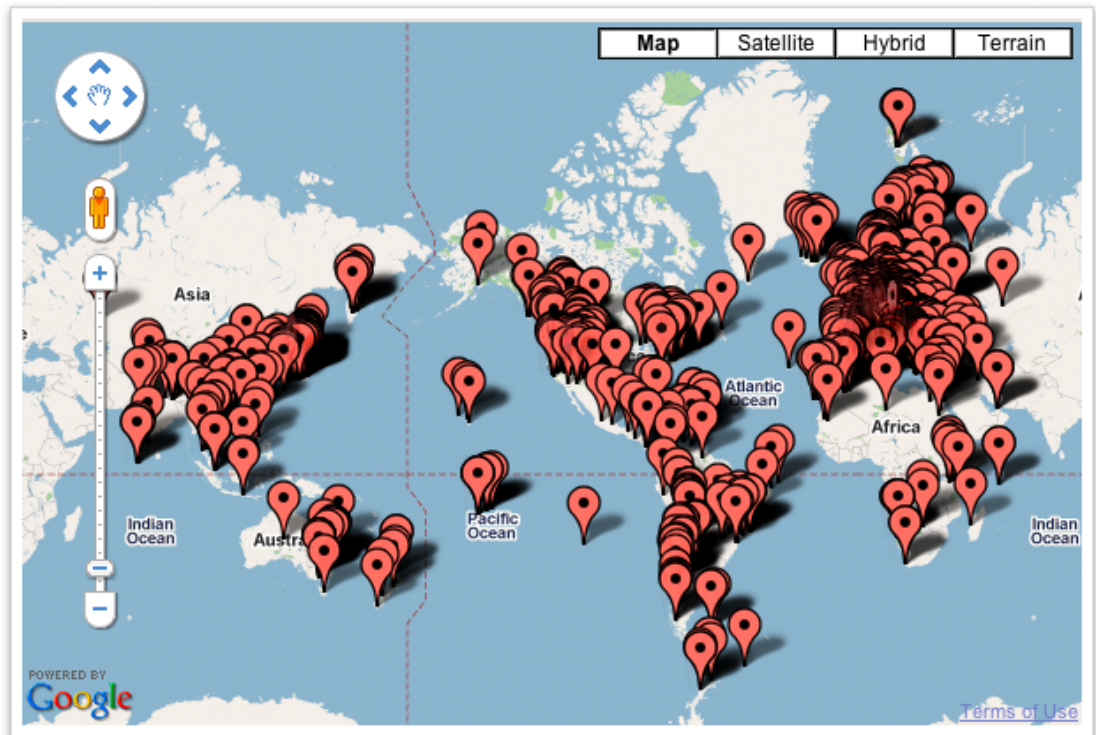 Map
Satellite
Hybrid
Terrain
Asia
Atlantic
Ocean
Africa
Indian
Ocean
Pacific
Ocean
Austra
Indian
Ocean
POWERED BY
Google
Terms of Use